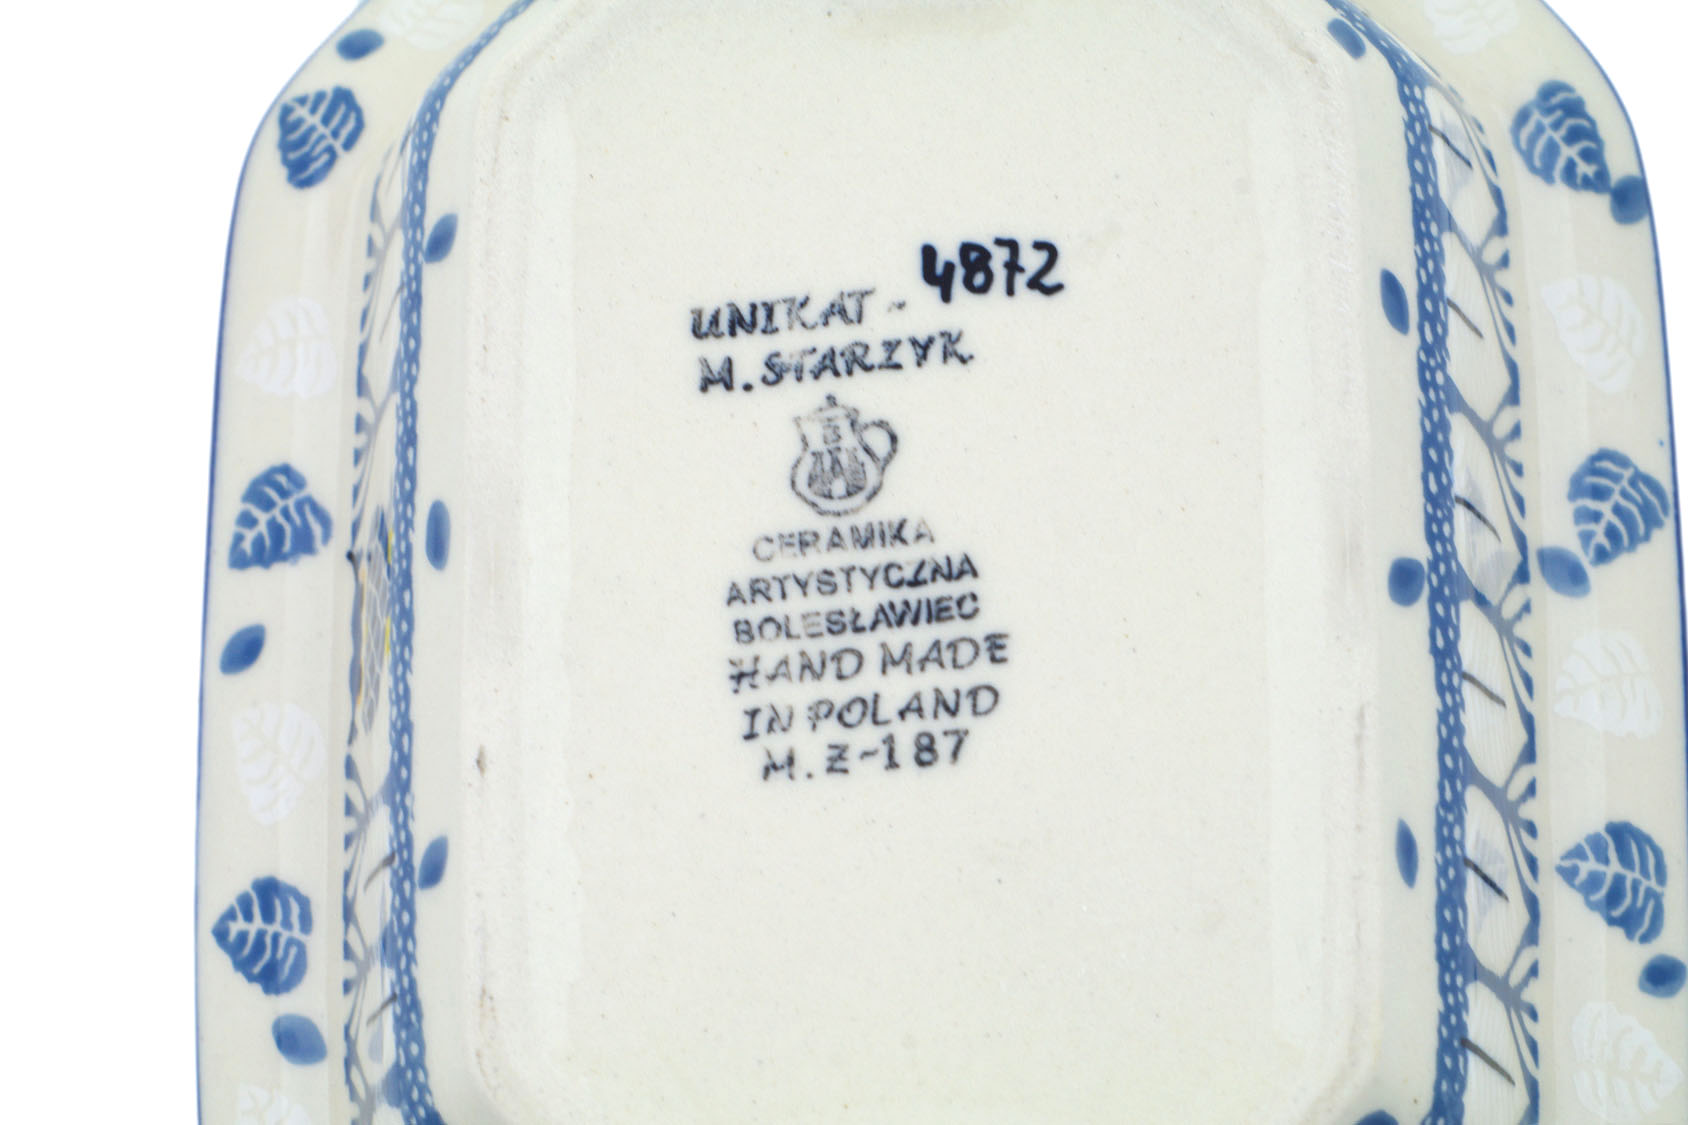 UNIKAT - 4872
M. STARZYK
CERAMIKA
ARTYSTYCZNA
BOLESŁAWIEC
HAND MADE
IN POLAND
M.Z-187